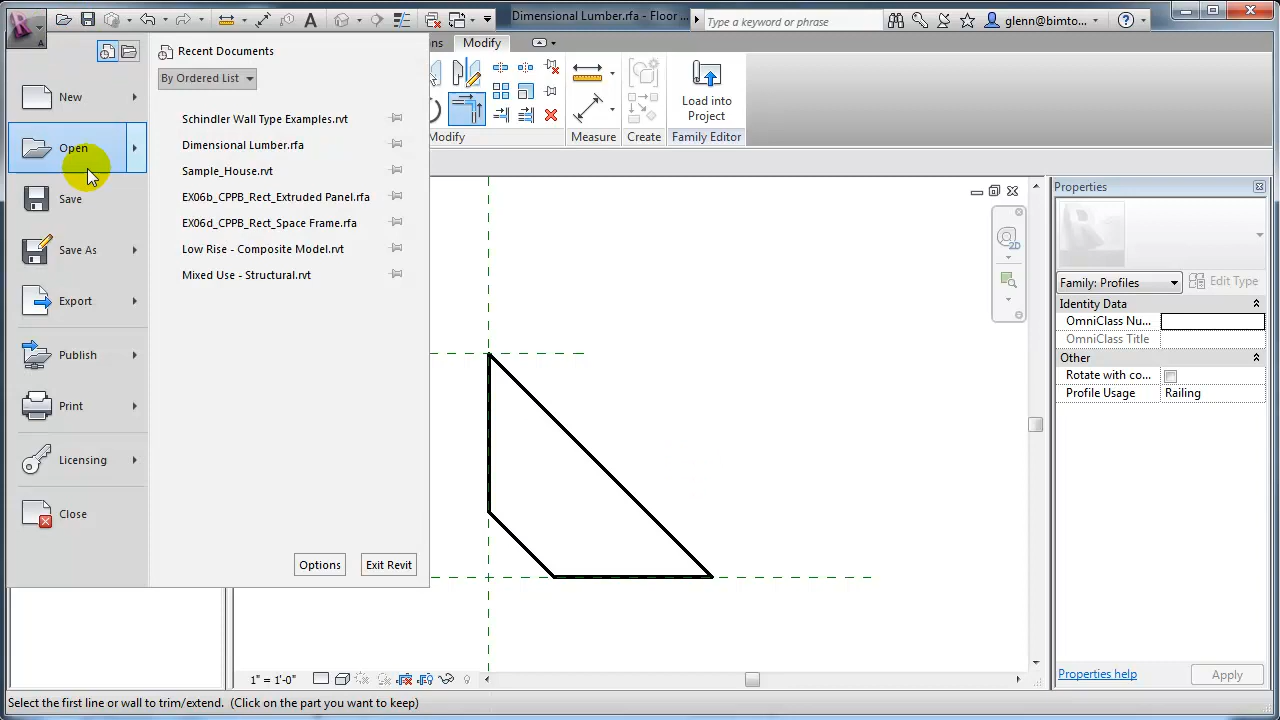 Dimensional Lumber.rfa - Floor ...
Type a keyword or phrase
glenn@bimto...
ns
Modify
Recent Documents
By Ordered List
Schindler Wall Type Examples.rvt
Dimensional Lumber.rfa
Sample_House.rvt
EX06b_CPPB_Rect_Extruded Panel.rfa
EX06d_CPPB_Rect_Space Frame.rfa
Low Rise - Composite Model.rvt
Mixed Use - Structural.rvt
New
Open
Save
Save As
Export
Publish
Print
Licensing
Close
Options
Exit Revit
Load into
Project
Modify
Measure
Create
Family Editor
2D
Properties
Family: Profiles
Edit Type
Identity Data
OmniClass Nu...
OmniClass Title
Other
Rotate with co...
Profile Usage
Railing
Properties help
Apply
1" = 1'-0"
Select the first line or wall to trim/extend. (Click on the part you want to keep)